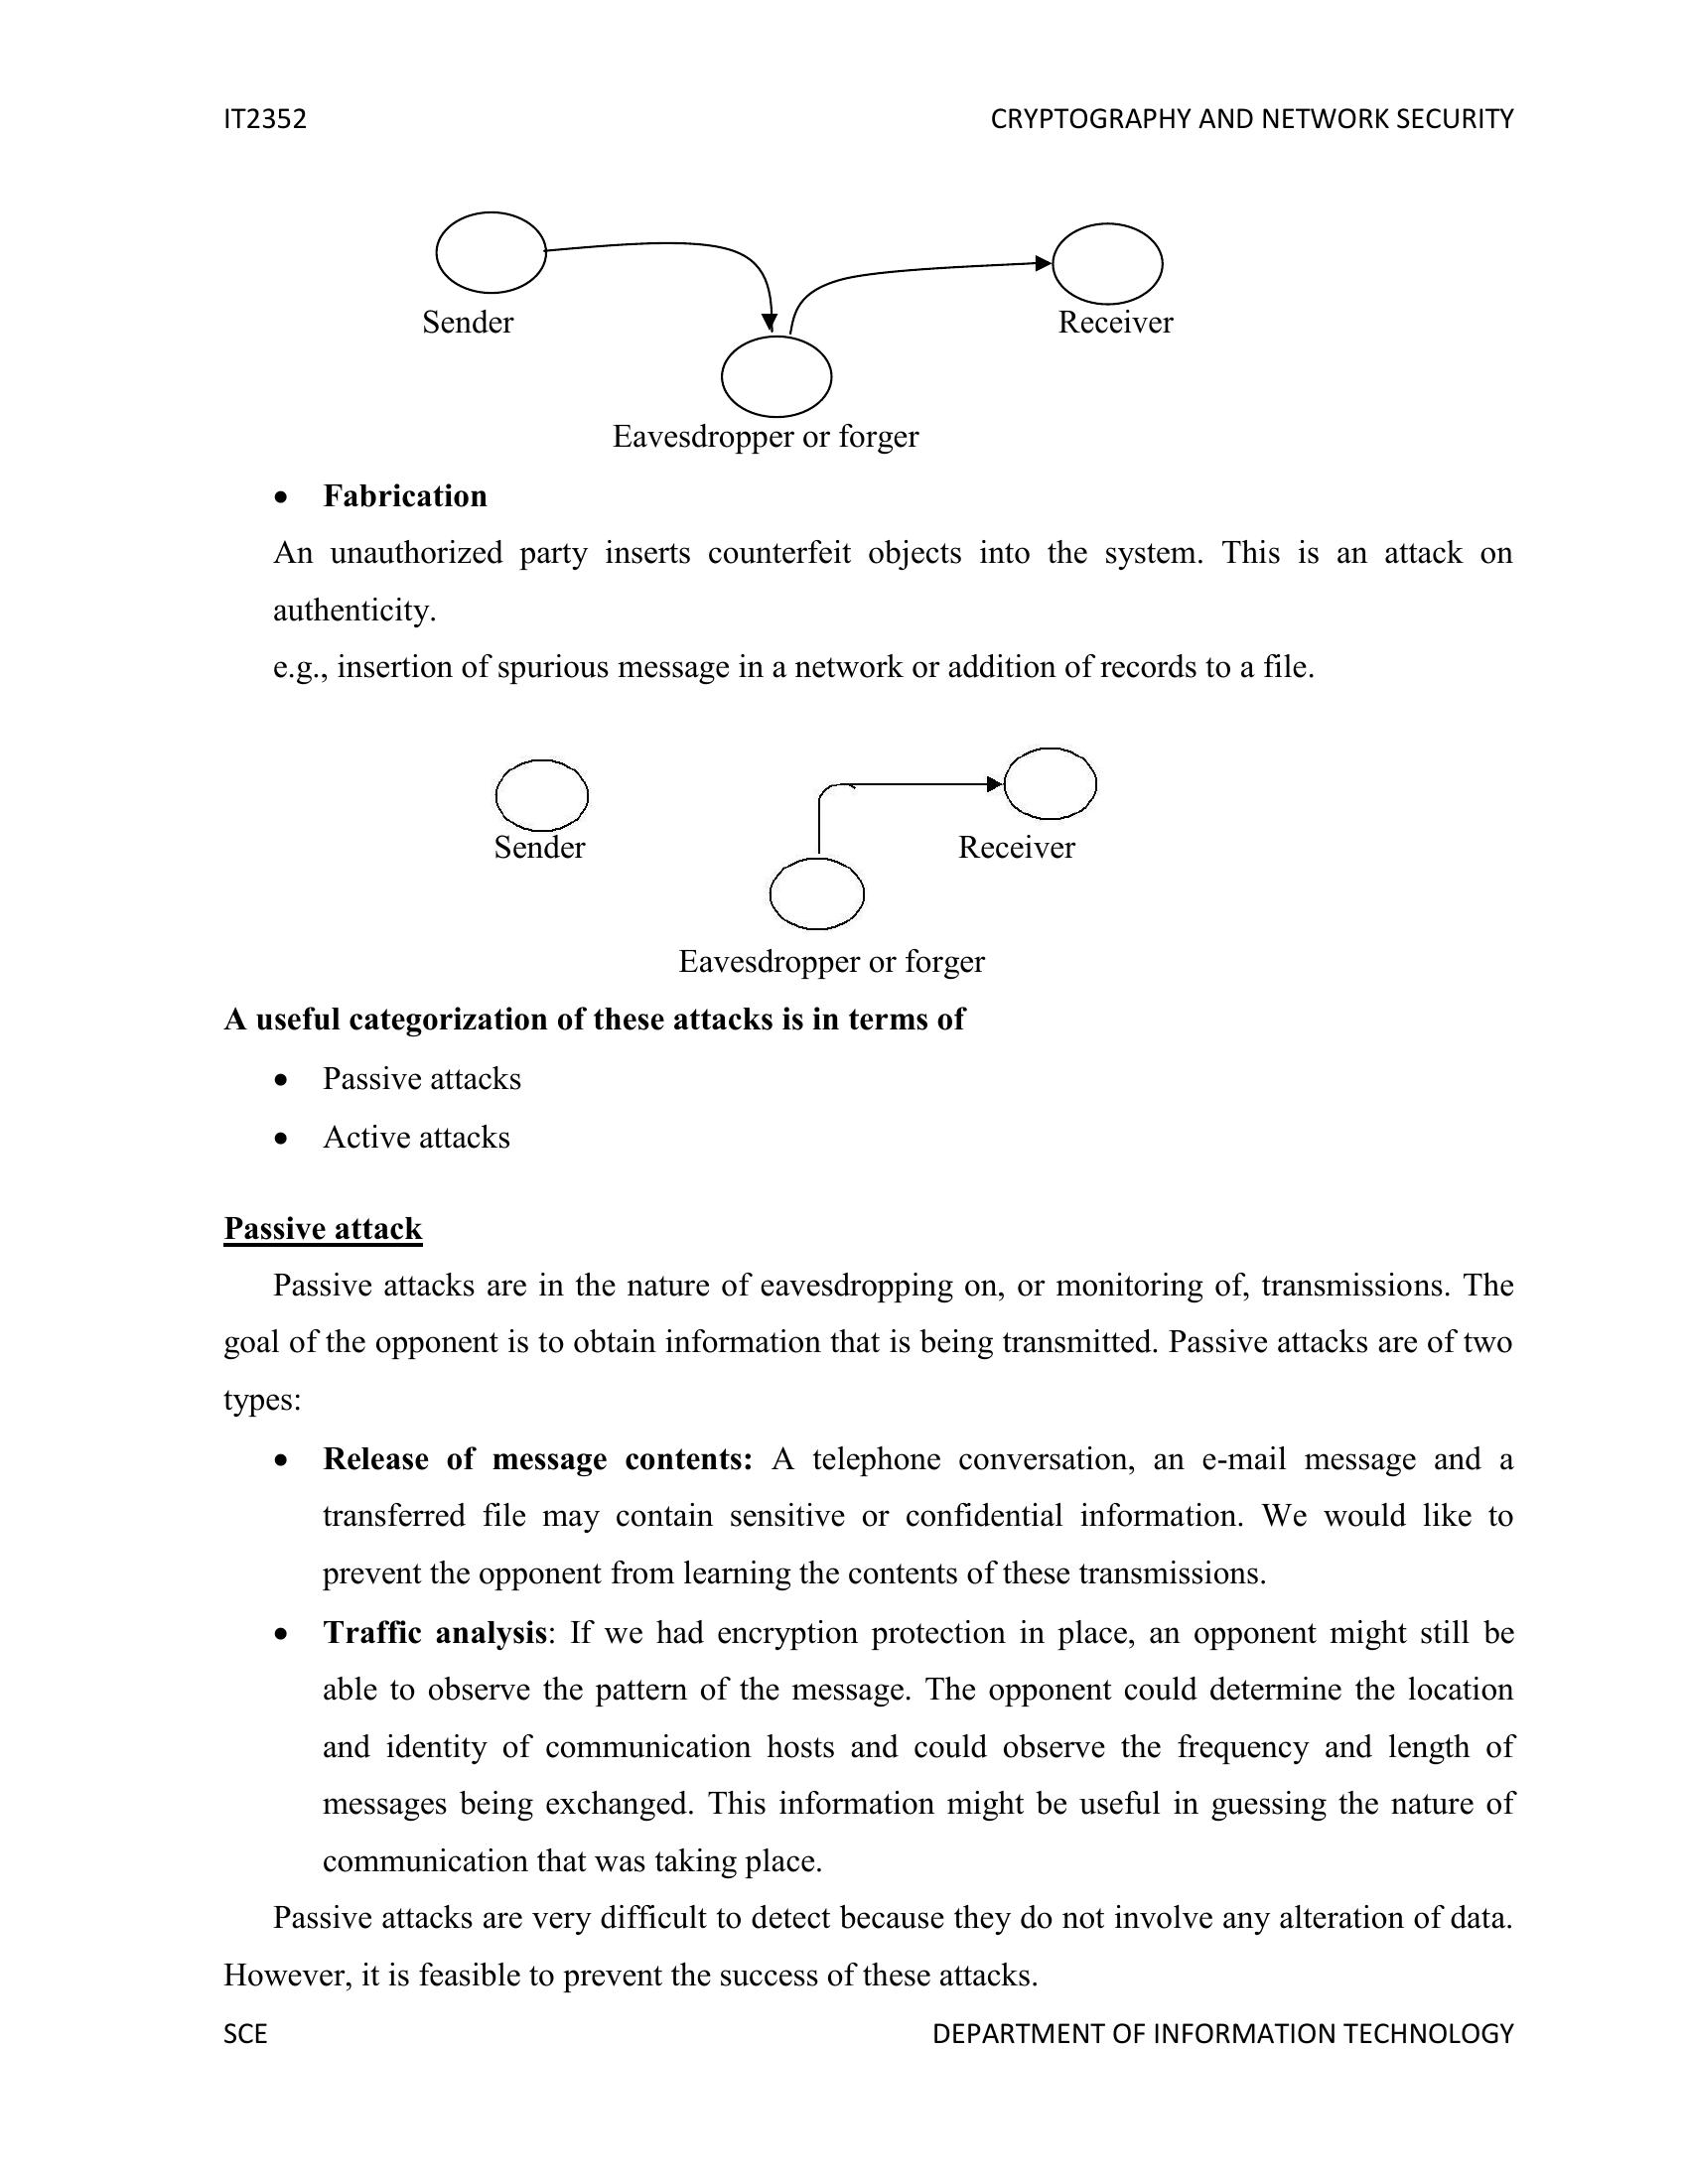 IT2352 CRYPTOGRAPHY AND NETWORK SECURITY
Sender Receiver
Eavesdropper or forger
• Fabrication
An unauthorized party inserts counterfeit objects into the system. This is an attack on
authenticity.
e.g., insertion of spurious message in a network or addition of records to a file.
Sender Receiver
Eavesdropper or forger
A useful categorization of these attacks is in terms of
• Passive attacks
• Active attacks
Passive attack
Passive attacks are in the nature of eavesdropping on, or monitoring of, transmissions. The
goal of the opponent is to obtain information that is being transmitted. Passive attacks are of two
types:
• Release of message contents: A telephone conversation, an e-mail message and a
transferred file may contain sensitive or confidential information. We would like to
prevent the opponent from learning the contents of these transmissions.
• Traffic analysis: If we had encryption protection in place, an opponent might still be
able to observe the pattern of the message. The opponent could determine the location
and identity of communication hosts and could observe the frequency and length of
messages being exchanged. This information might be useful in guessing the nature of
communication that was taking place.
Passive attacks are very difficult to detect because they do not involve any alteration of data.
However, it is feasible to prevent the success of these attacks.
SCE DEPARTMENT OF INFORMATION TECHNOLOGY